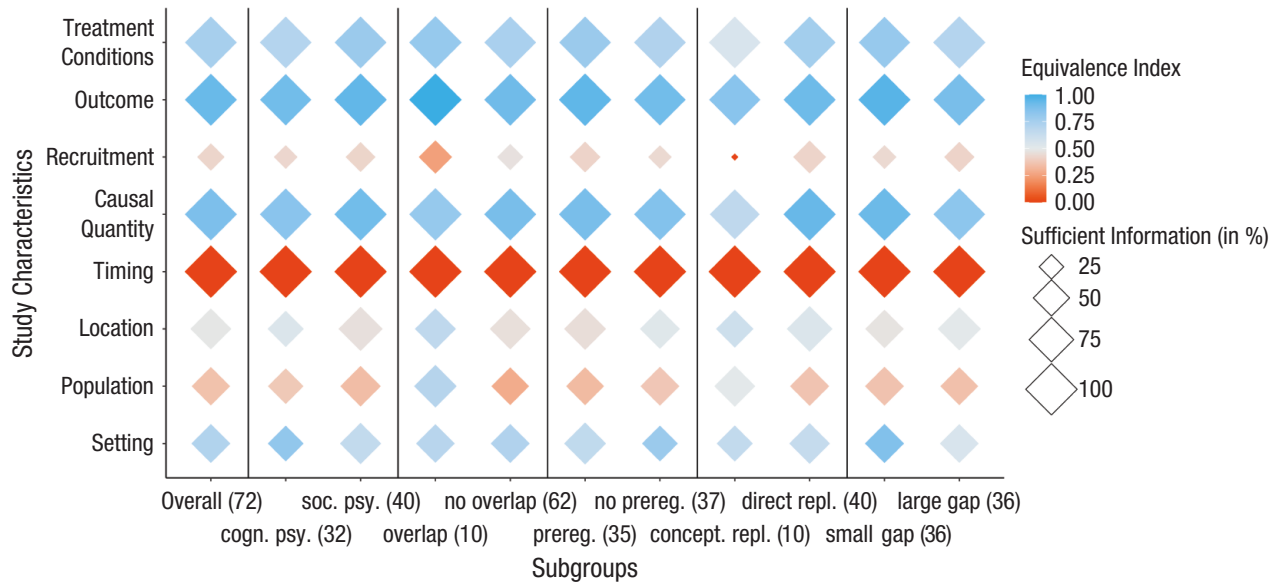 Study Characteristics
Treatment
Conditions
Outcome
Recruitment
Causal
Quantity
Timing
Location
Population
Setting
Overall (72)
soc. psy. (40)
no overlap (62)
no prereg. (37)
direct repl. (40)
large gap (36)
cogn. psy. (32)
overlap (10)
prereg. (35)
concept. repl. (10)
small gap (36)
Subgroups
Equivalence Index
1.00
0.75
0.50
0.25
0.00
Sufficient Information (in %)
25
50
75
100